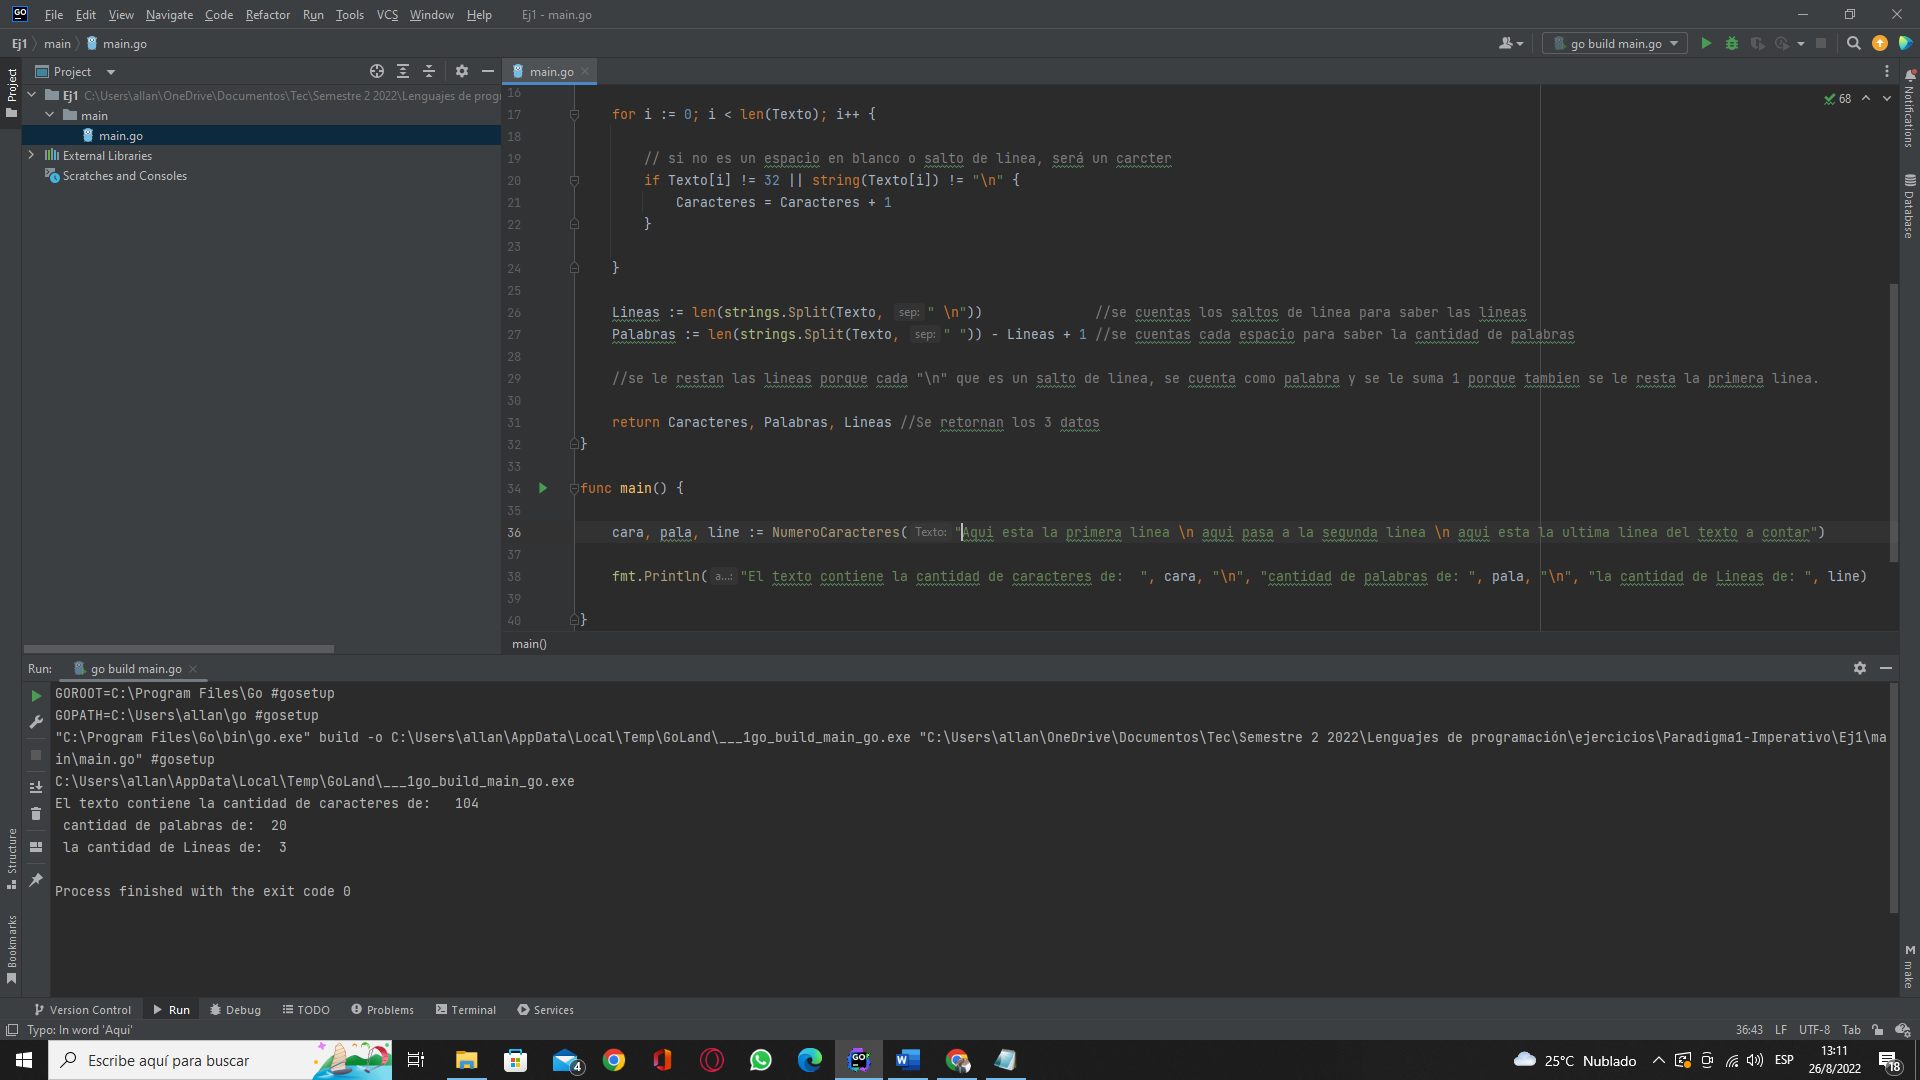 GO File Edit View Navigate Code Refactor Run Tools VCS Window Help Ej1 - main.go
Ej1 main main.go go build main.go
Project main.go
Ej1 C:\Users\allan\OneDrive\Documentos\Tec\Semestre 2 2022\Lenguajes de prog
main
main.go
External Libraries
Scratches and Consoles
68
16
17 for i := 0; i < len(Texto); i++ {
18
19 // si no es un espacio en blanco o salto de linea, será un carcter
20 if Texto[i] != 32 || string(Texto[i]) != "\n" {
21 Caracteres = Caracteres + 1
22 }
23
24 }
25
26 Lineas := len(strings.Split(Texto, sep: " \n")) //se cuentas los saltos de linea para saber las lineas
27 Palabras := len(strings.Split(Texto, sep: " ")) - Lineas + 1 //se cuentas cada espacio para saber la cantidad de palabras
28
29 //se le restan las lineas porque cada "\n" que es un salto de linea, se cuenta como palabra y se le suma 1 porque tambien se le resta la primera linea.
30
31 return Caracteres, Palabras, Lineas //Se retornan los 3 datos
32 }
33
34 func main() {
35
36 cara, pala, line := NumeroCaracteres( Texto: "Aqui esta la primera linea \n aqui pasa a la segunda linea \n aqui esta la ultima linea del texto a contar")
37
38 fmt.Println( a...: "El texto contiene la cantidad de caracteres de:  ", cara, "\n", "cantidad de palabras de: ", pala, "\n", "la cantidad de Lineas de: ", line)
39
40 }
main()
Project
Structure
Bookmarks
Notifications
Database
make
Run: go build main.go
GOROOT=C:\Program Files\Go #gosetup
GOPATH=C:\Users\allan\go #gosetup
"C:\Program Files\Go\bin\go.exe" build -o C:\Users\allan\AppData\Local\Temp\GoLand\___1go_build_main_go.exe "C:\Users\allan\OneDrive\Documentos\Tec\Semestre 2 2022\Lenguajes de programación\ejercicios\Paradigma1-Imperativo\Ej1\ma
in\main.go" #gosetup
C:\Users\allan\AppData\Local\Temp\GoLand\___1go_build_main_go.exe
El texto contiene la cantidad de caracteres de:   104
cantidad de palabras de:  20
la cantidad de Lineas de:  3
Process finished with the exit code 0
Version Control Run Debug TODO Problems Terminal Services
Typo: In word 'Aqui' 36:43 LF UTF-8 Tab
Escribe aquí para buscar 4 GO 25°C Nublado ESP 13:11 18
26/8/2022